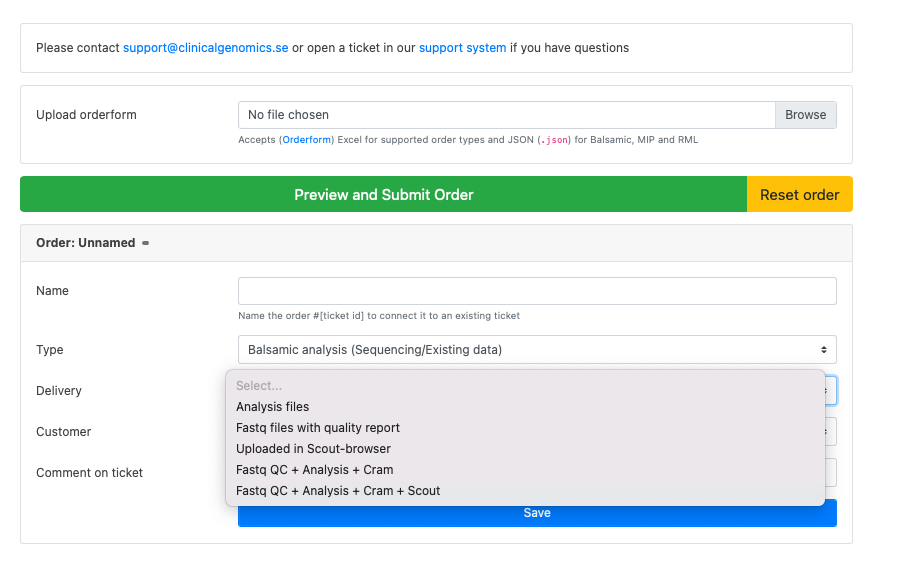 Please contact support@clinicalgenomics.se or open a ticket in our support system if you have questions
Upload orderform
No file chosen
Browse
Accepts (Orderform) Excel for supported order types and JSON (.json) for Balsamic, MIP and RML
Preview and Submit Order
Reset order
Order: Unnamed
Name
Name the order #[ticket id] to connect it to an existing ticket
Type
Balsamic analysis (Sequencing/Existing data)
Delivery
Select...
Analysis files
Fastq files with quality report
Uploaded in Scout-browser
Fastq QC + Analysis + Cram
Fastq QC + Analysis + Cram + Scout
Customer
Comment on ticket
Save